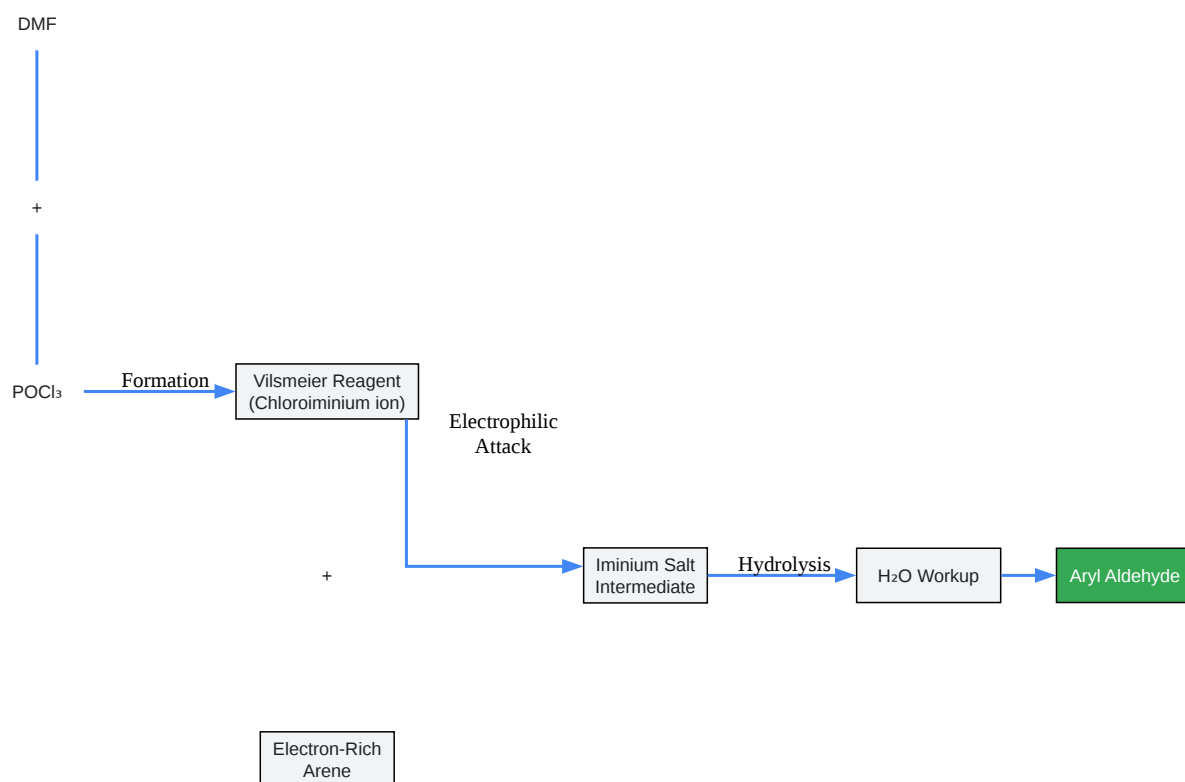 DMF
+
POCl₃
Formation
Vilsmeier Reagent
(Chloroiminium ion)
Electrophilic
Attack
+
Iminium Salt
Intermediate
Hydrolysis
H₂O Workup
Aryl Aldehyde
Electron-Rich
Arene